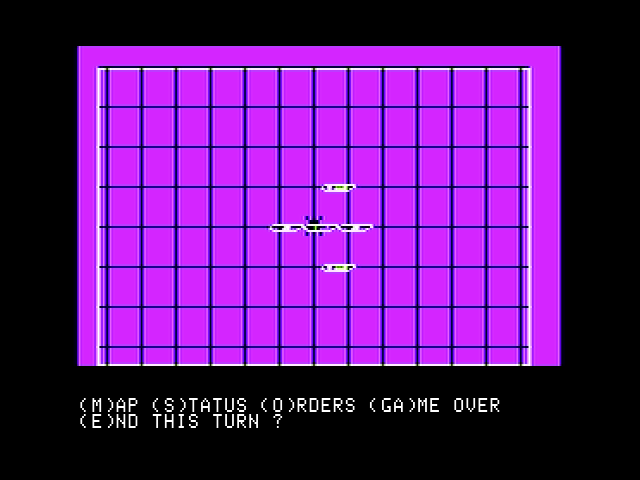 (M)AP (S)TATUS (O)RDERS (GA)ME OVER
(E)ND THIS TURN ?